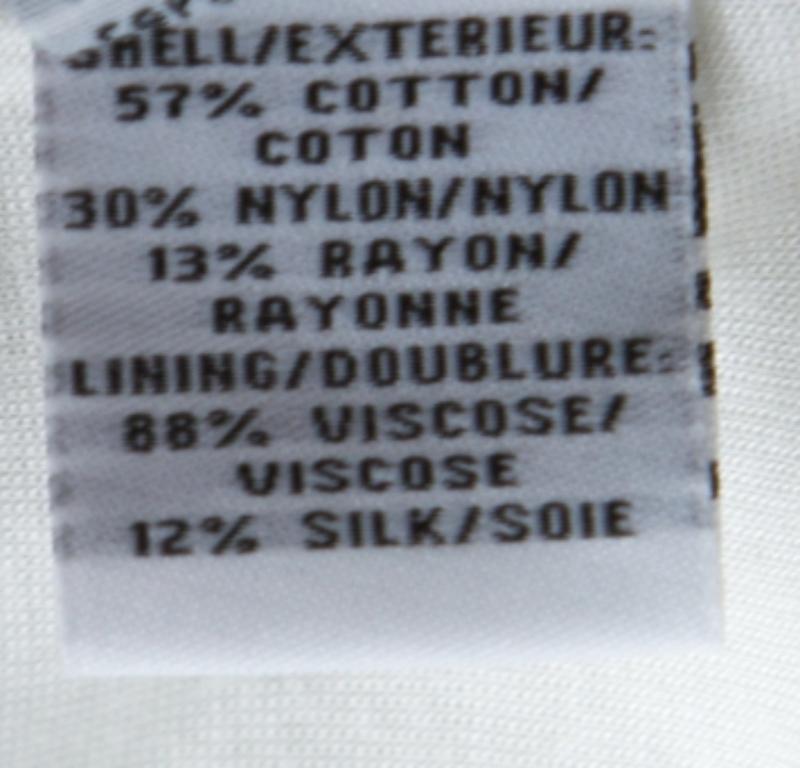 SHELL/EXTERIEUR:
57% COTTON/
COTON
30% NYLON/NYLON
13% RAYON/
RAYONNE
LINING/DOUBLURE:
88% VISCOSE/
VISCOSE
12% SILK/SOIE